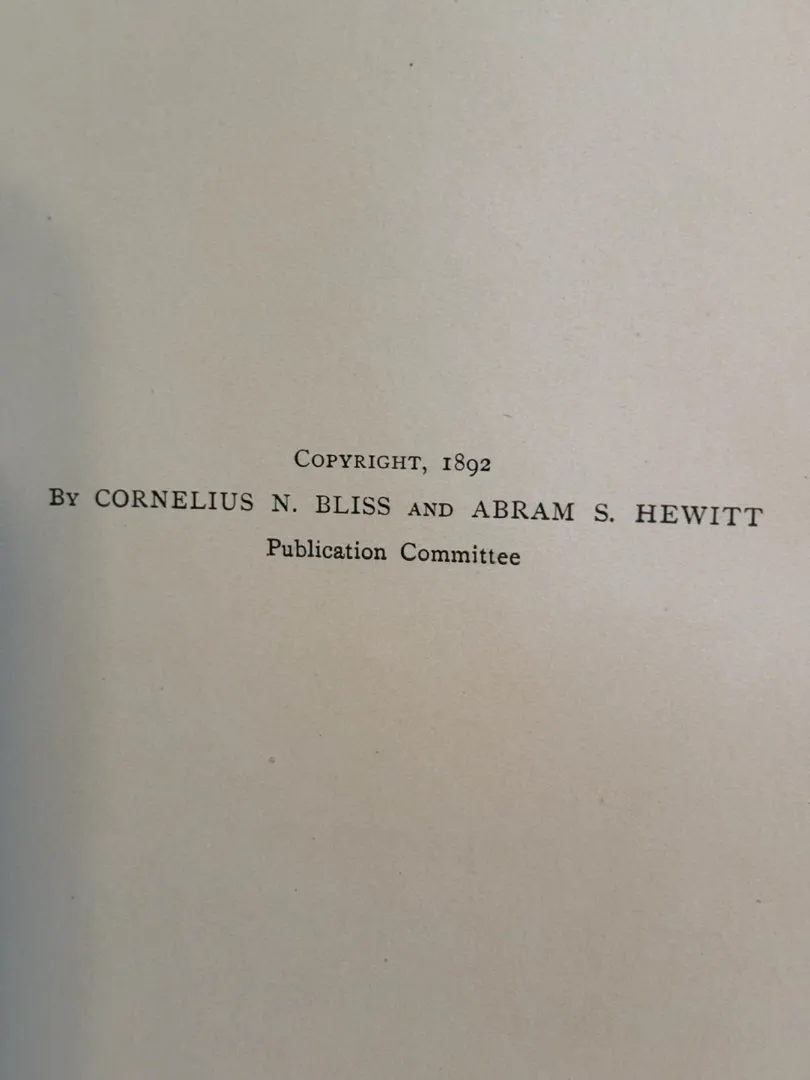 COPYRIGHT, 1892
BY CORNELIUS N. BLISS AND ABRAM S. HEWITT
Publication Committee